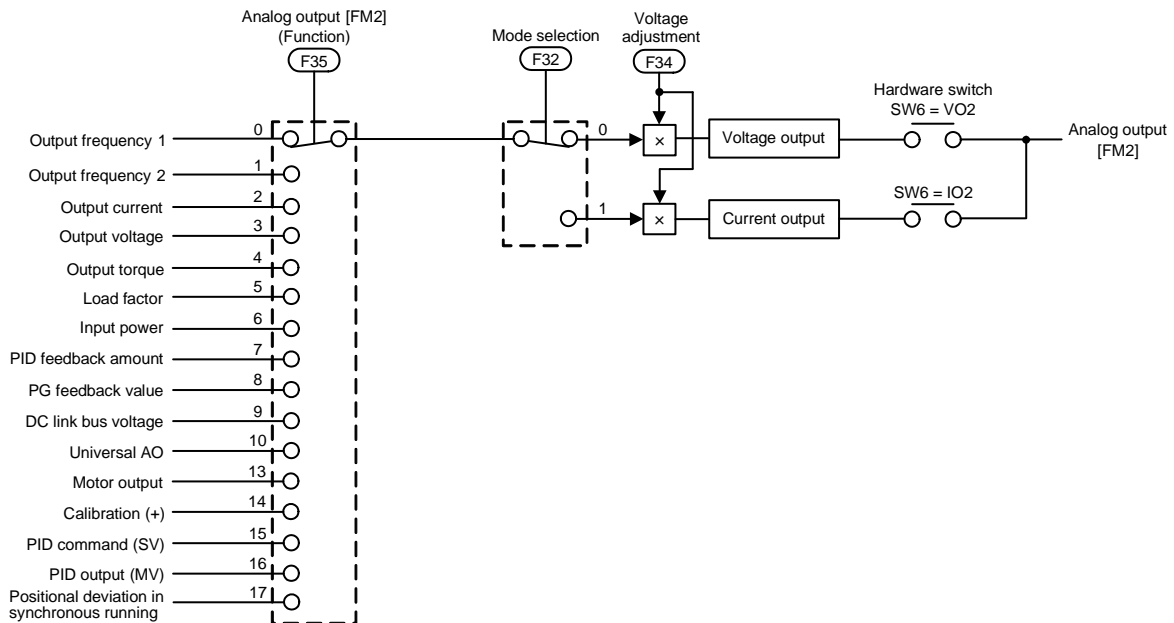 Analog output [FM2]
(Function)
F35
Mode selection
F32
Voltage
adjustment
F34
Hardware switch
SW6 = VO2
Output frequency 1
0
0
×
Voltage output
Analog output
[FM2]
Output frequency 2
1
Output current
2
1
×
Current output
SW6 = IO2
Output voltage
3
Output torque
4
Load factor
5
Input power
6
PID feedback amount
7
PG feedback value
8
DC link bus voltage
9
Universal AO
10
Motor output
13
Calibration (+)
14
PID command (SV)
15
PID output (MV)
16
Positional deviation in
synchronous running
17